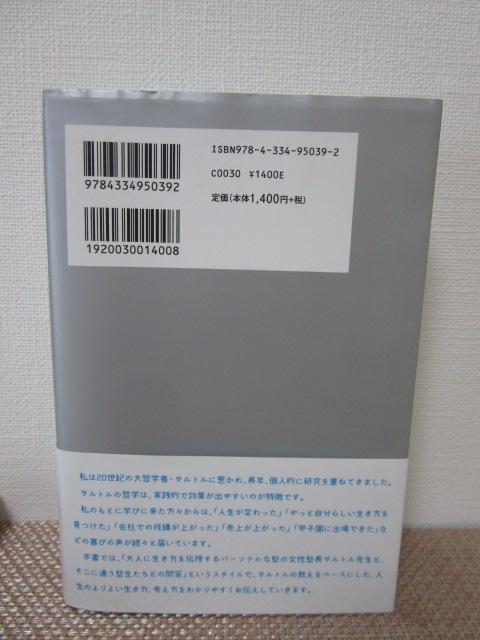 ISBN978-4-334-95039-2
C0030 ¥1400E
定価(本体1,400円+税)
9784334950392
1920030014008
私は20世紀の大哲学者・サルトルに惹かれ、長年、個人的に研究を重ねてきました。
サルトルの哲学は、実践的で効果が出やすいのが特徴です。
私のもとに学びに来た方々からは、「人生が変わった」「やっと自分らしい生き方を
見つけた」「会社での成績が上がった」「売上が上がった」「甲子園に出場できた」な
どの喜びの声が続々と届いています。
本書では、「大人に生き方を伝授するパーソナルな塾の女性塾長サルトル先生と、
そこに通う塾生たちとの問答」というスタイルで、サルトルの教えをベースにした、人
生のよりよい生き方、考え方をわかりやすくお伝えしていきます。